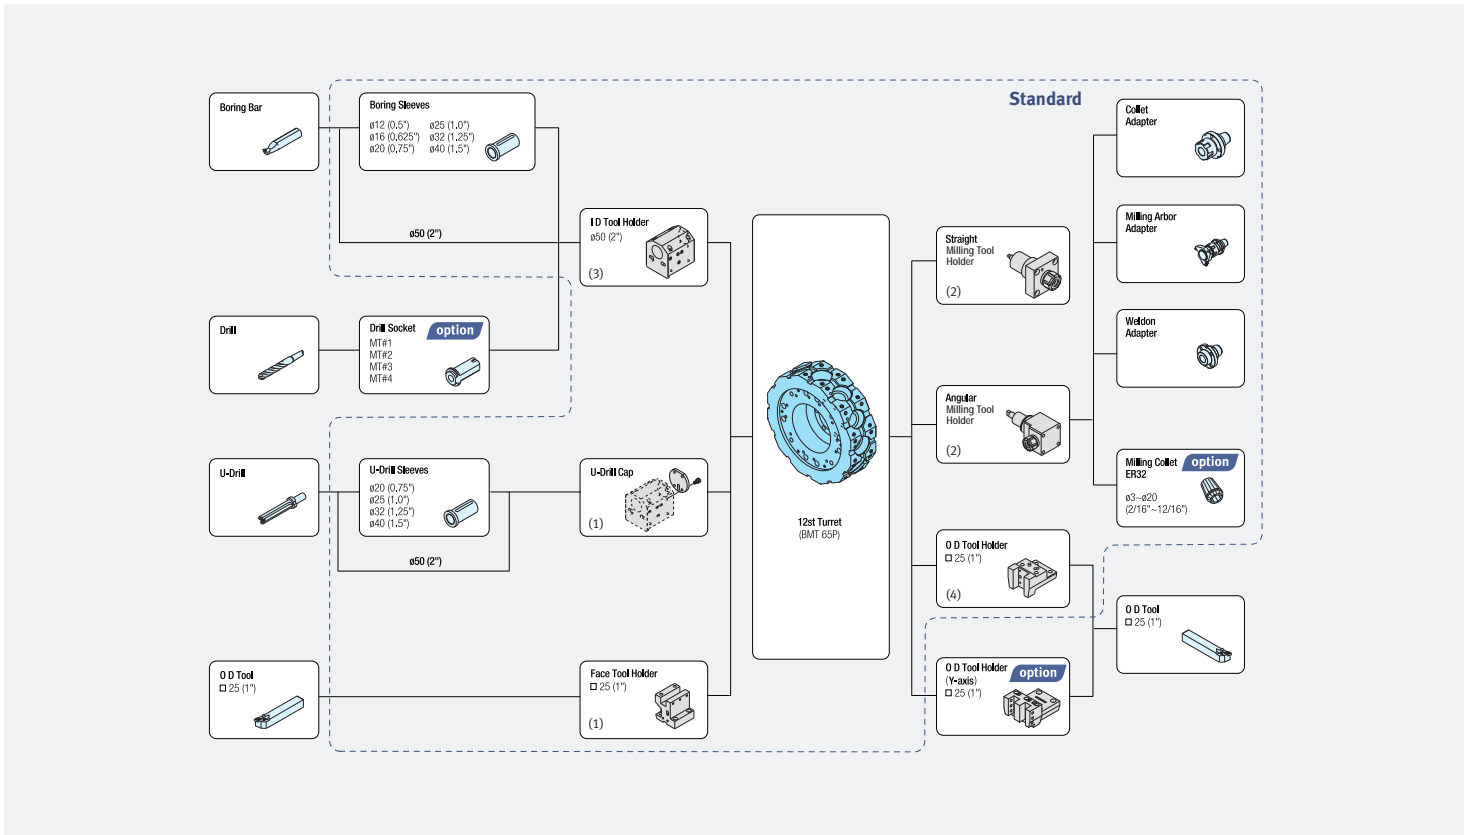 Standard
Boring Bar
Boring Sleeves
ø12 (0.5") ø25 (1.0")
ø16 (0.625") ø32 (1.25")
ø20 (0.75") ø40 (1.5")
ø50 (2")
I D Tool Holder
ø50 (2")
(3)
Drill
Drill Socket
option
MT#1
MT#2
MT#3
MT#4
U-Drill
U-Drill Sleeves
ø20 (0.75")
ø25 (1.0")
ø32 (1.25")
ø40 (1.5")
ø50 (2")
U-Drill Cap
(1)
O D Tool
□ 25 (1")
Face Tool Holder
□ 25 (1")
(1)
12st Turret
(BMT 65P)
Straight
Milling Tool
Holder
(2)
Angular
Milling Tool
Holder
(2)
O D Tool Holder
□ 25 (1")
(4)
O D Tool Holder
(Y-axis)
□ 25 (1")
option
Collet
Adapter
Milling Arbor
Adapter
Weldon
Adapter
Milling Collet
ER32
option
ø3~ø20
(2/16"~12/16")
O D Tool
□ 25 (1")